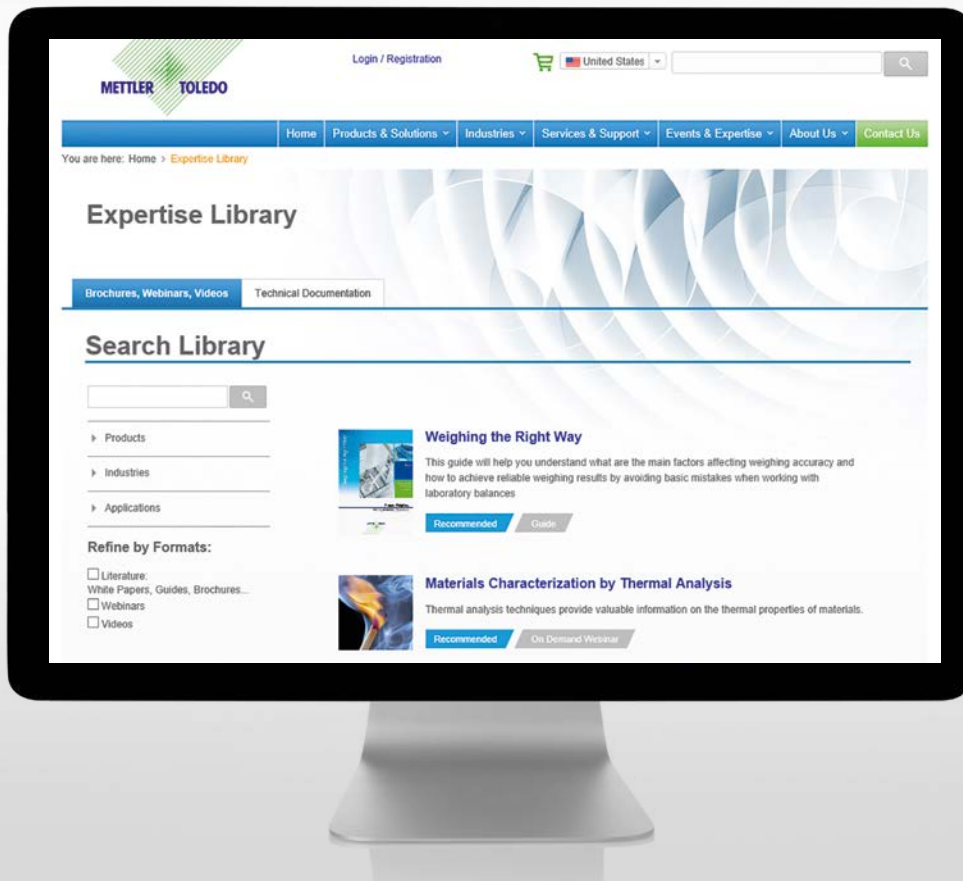 METTLER TOLEDO
Login / Registration
United States
Home Products & Solutions Industries Services & Support Events & Expertise About Us Contact Us
You are here: Home > Expertise Library
Expertise Library
Brochures, Webinars, Videos Technical Documentation
Search Library
Products
Industries
Applications
Refine by Formats:
Literature:
White Papers, Guides, Brochures...
Webinars
Videos
Weighing the Right Way
This guide will help you understand what are the main factors affecting weighing accuracy and
how to achieve reliable weighing results by avoiding basic mistakes when working with
laboratory balances
Recommended Guide
Materials Characterization by Thermal Analysis
Thermal analysis techniques provide valuable information on the thermal properties of materials.
Recommended On Demand Webinar